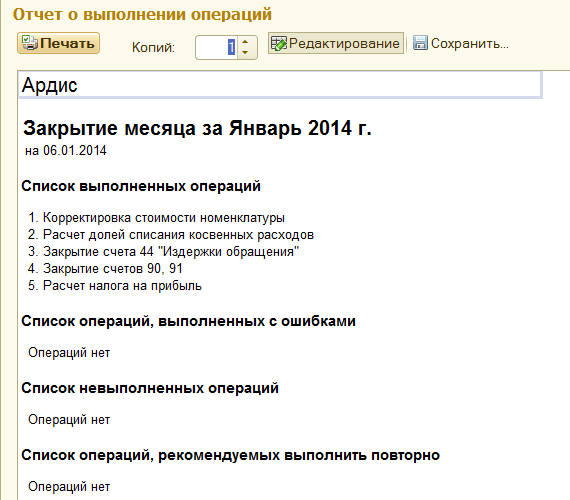 Отчет о выполнении операций
Печать Копий: 1 Редактирование Сохранить...
Ардис
Закрытие месяца за Январь 2014 г.
на 06.01.2014
Список выполненных операций
1. Корректировка стоимости номенклатуры
2. Расчет долей списания косвенных расходов
3. Закрытие счета 44 "Издержки обращения"
4. Закрытие счетов 90, 91
5. Расчет налога на прибыль
Список операций, выполненных с ошибками
Операций нет
Список невыполненных операций
Операций нет
Список операций, рекомендуемых выполнить повторно
Операций нет